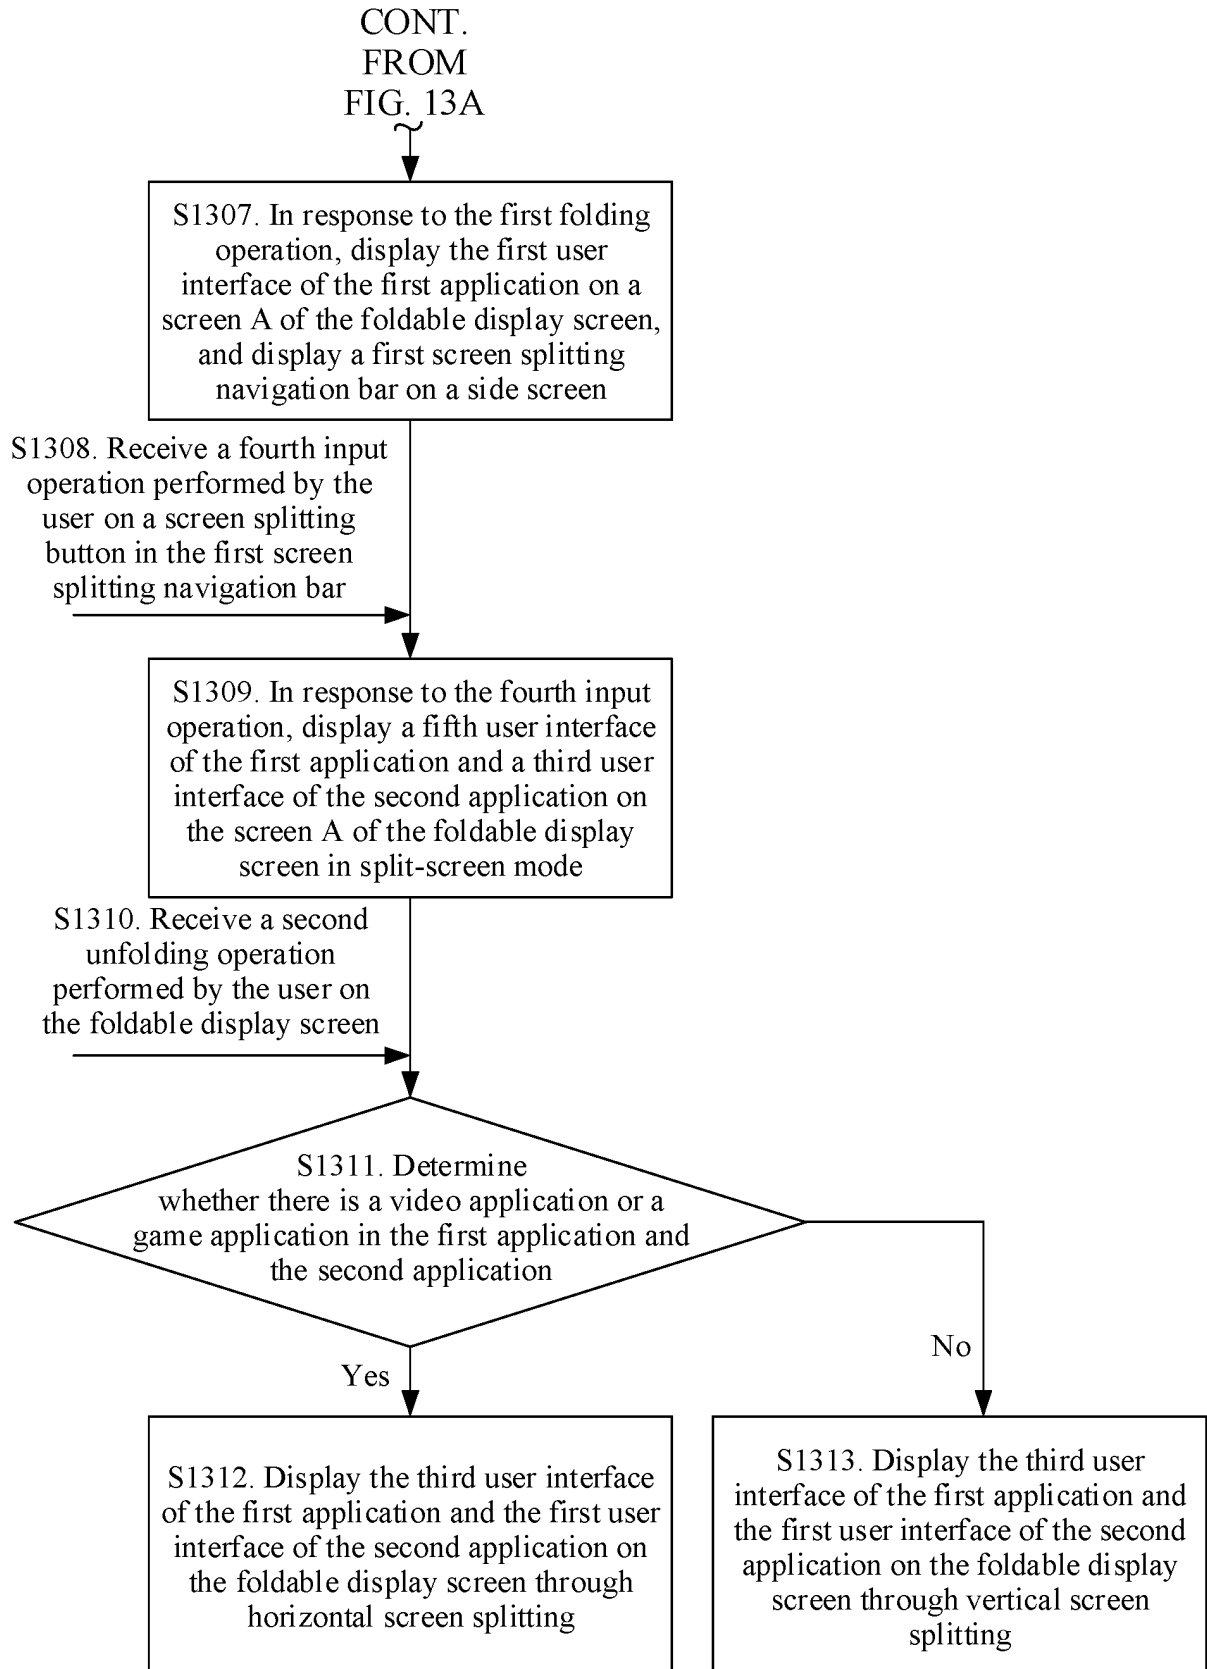 CONT.
FROM
FIG. 13A
S1307. In response to the first folding
operation, display the first user
interface of the first application on a
screen A of the foldable display screen,
and display a first screen splitting
navigation bar on a side screen
S1308. Receive a fourth input
operation performed by the
user on a screen splitting
button in the first screen
splitting navigation bar
S1309. In response to the fourth input
operation, display a fifth user interface
of the first application and a third user
interface of the second application on
the screen A of the foldable display
screen in split-screen mode
S1310. Receive a second
unfolding operation
performed by the user on
the foldable display screen
S1311. Determine
whether there is a video application or a
game application in the first application and
the second application
No
Yes
S1312. Display the third user interface
of the first application and the first user
interface of the second application on
the foldable display screen through
horizontal screen splitting
S1313. Display the third user
interface of the first application and
the first user interface of the second
application on the foldable display
screen through vertical screen
splitting